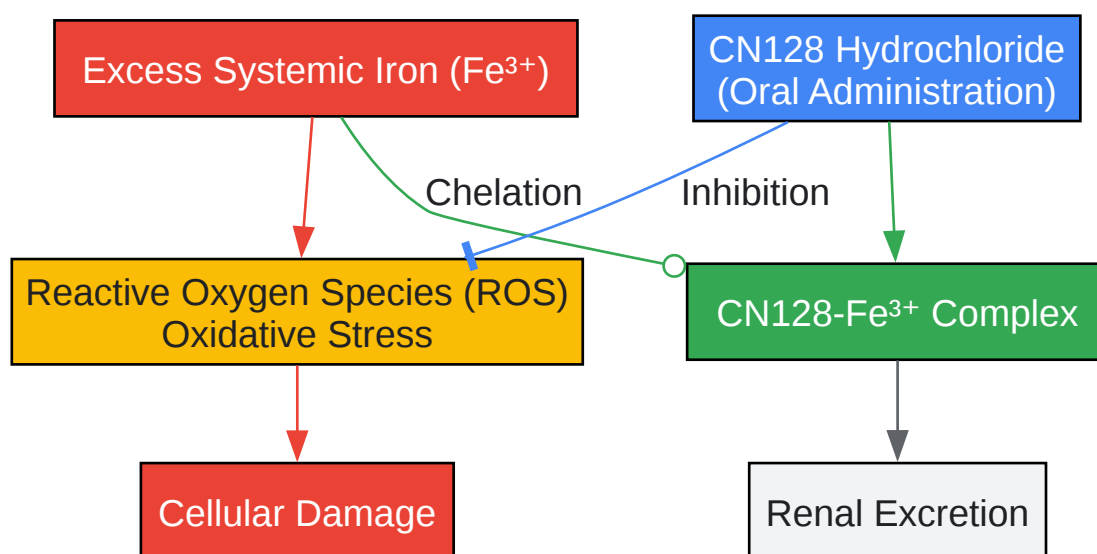 Excess Systemic Iron (Fe³⁺)
CN128 Hydrochloride
(Oral Administration)
Chelation
Inhibition
Reactive Oxygen Species (ROS)
Oxidative Stress
CN128-Fe³⁺ Complex
Cellular Damage
Renal Excretion